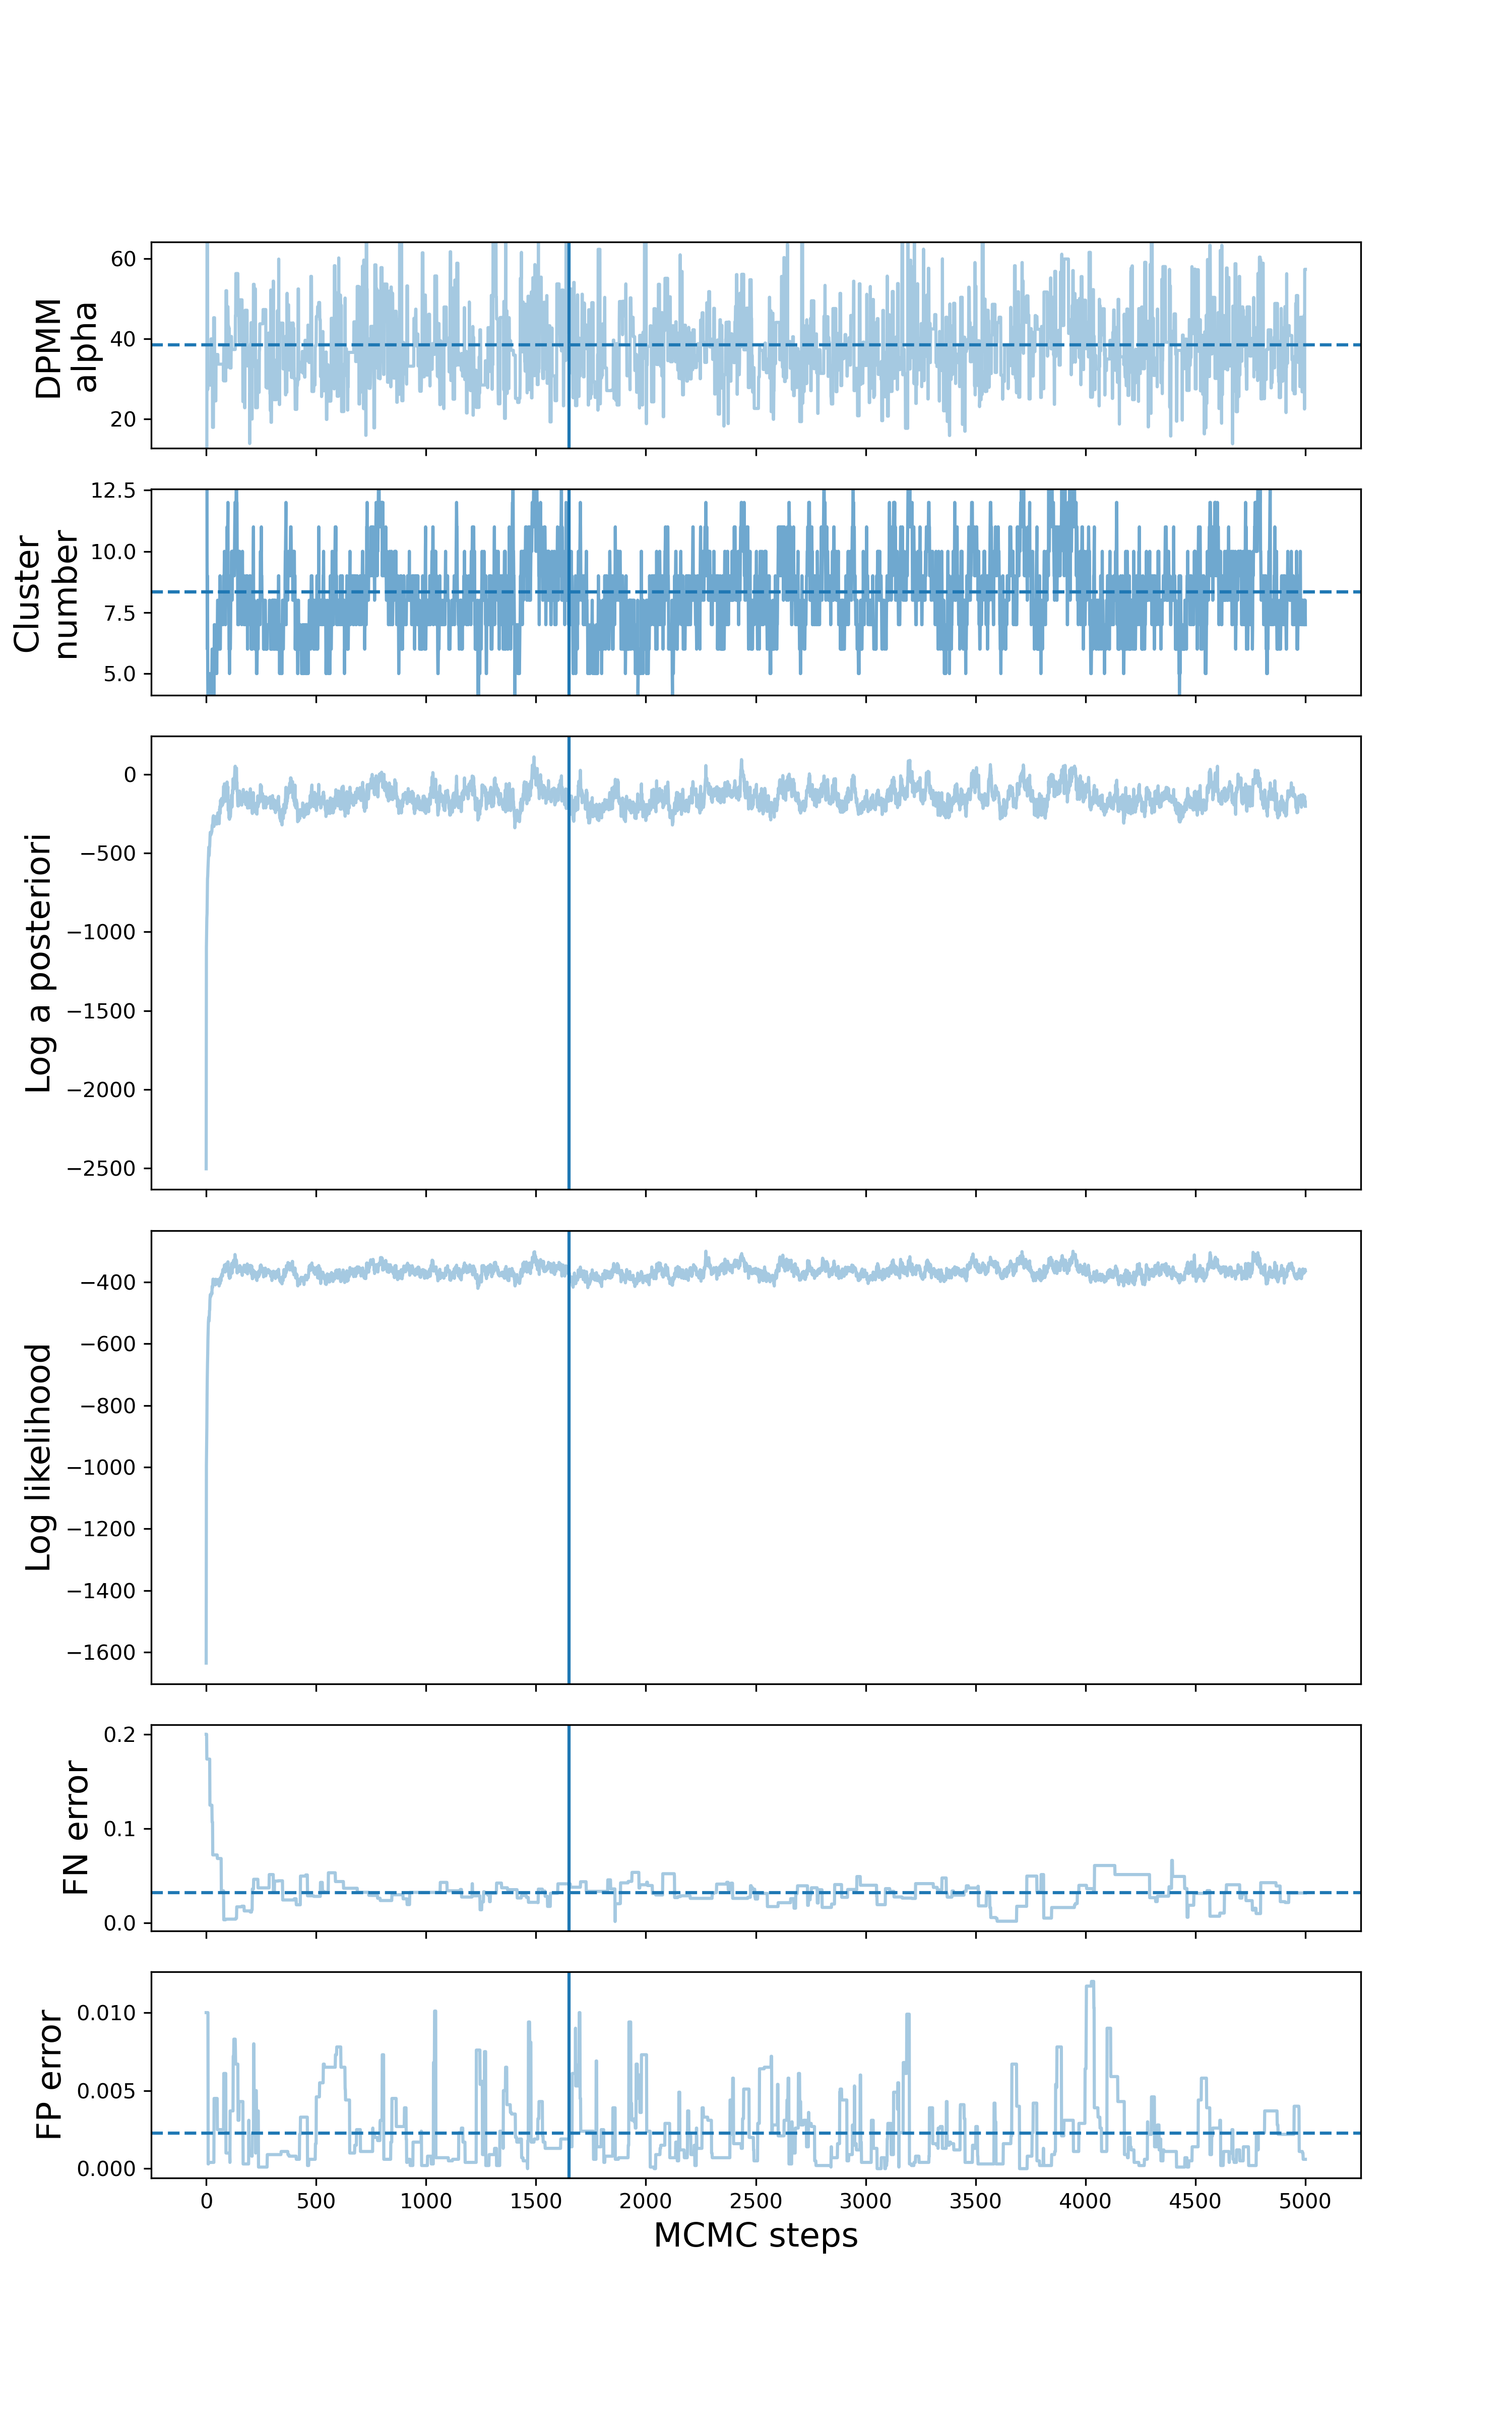 DPMM
alpha
60
40
20
Cluster
number
12.5
10.0
7.5
5.0
Log a posteriori
0
−500
−1000
−1500
−2000
−2500
Log likelihood
−400
−600
−800
−1000
−1200
−1400
−1600
FN error
0.2
0.1
0.0
FP error
0.010
0.005
0.000
0 500 1000 1500 2000 2500 3000 3500 4000 4500 5000
MCMC steps